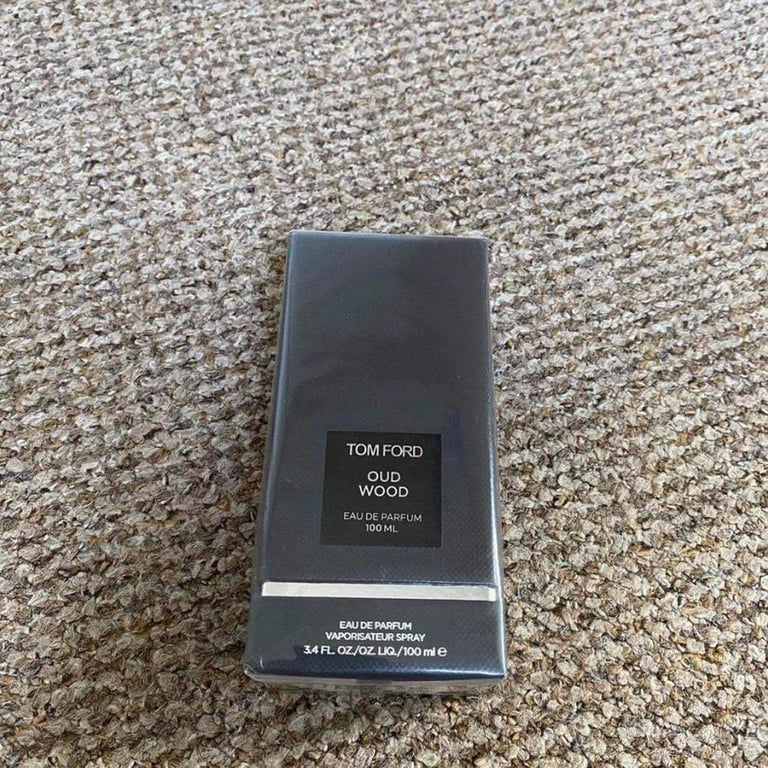 TOM FORD
OUD
WOOD
EAU DE PARFUM
100 ML
EAU DE PARFUM
VAPORISATEUR SPRAY
3.4 FL. OZ./OZ. LIQ./100 ml ℮